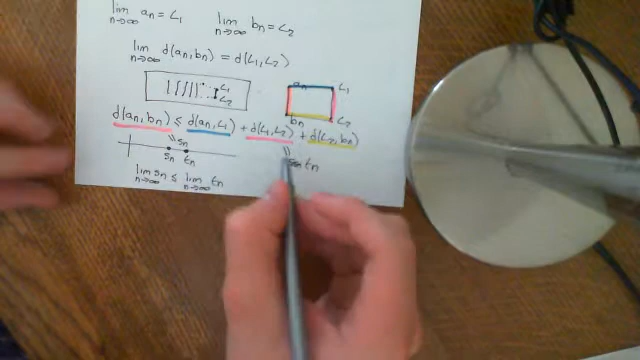 lim n→∞ an = L1    lim n→∞ bn = L2
lim n→∞ d(an, bn) = d(L1, L2)
an L1
L1
L2
bn L2
d(an, bn) ≤ d(an, L1) + d(L1, L2) + d(L2, bn)
sn
sn tn
tn
lim n→∞ sn ≤ lim n→∞ tn